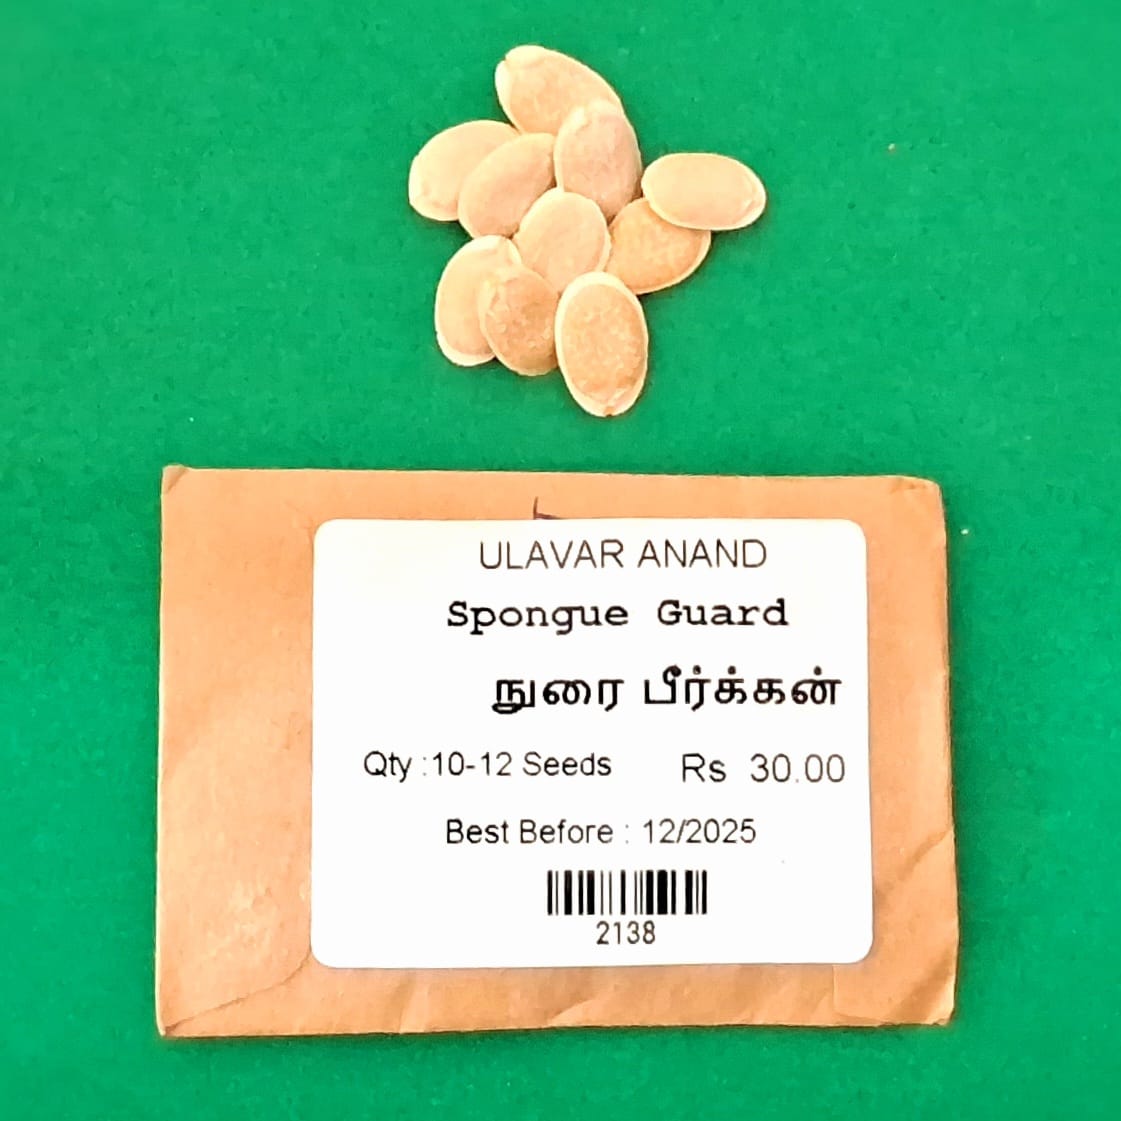 ULAVAR ANAND
Spongue Guard
நுரை பீர்க்கன்
Qty :10-12 Seeds Rs 30.00
Best Before : 12/2025
2138